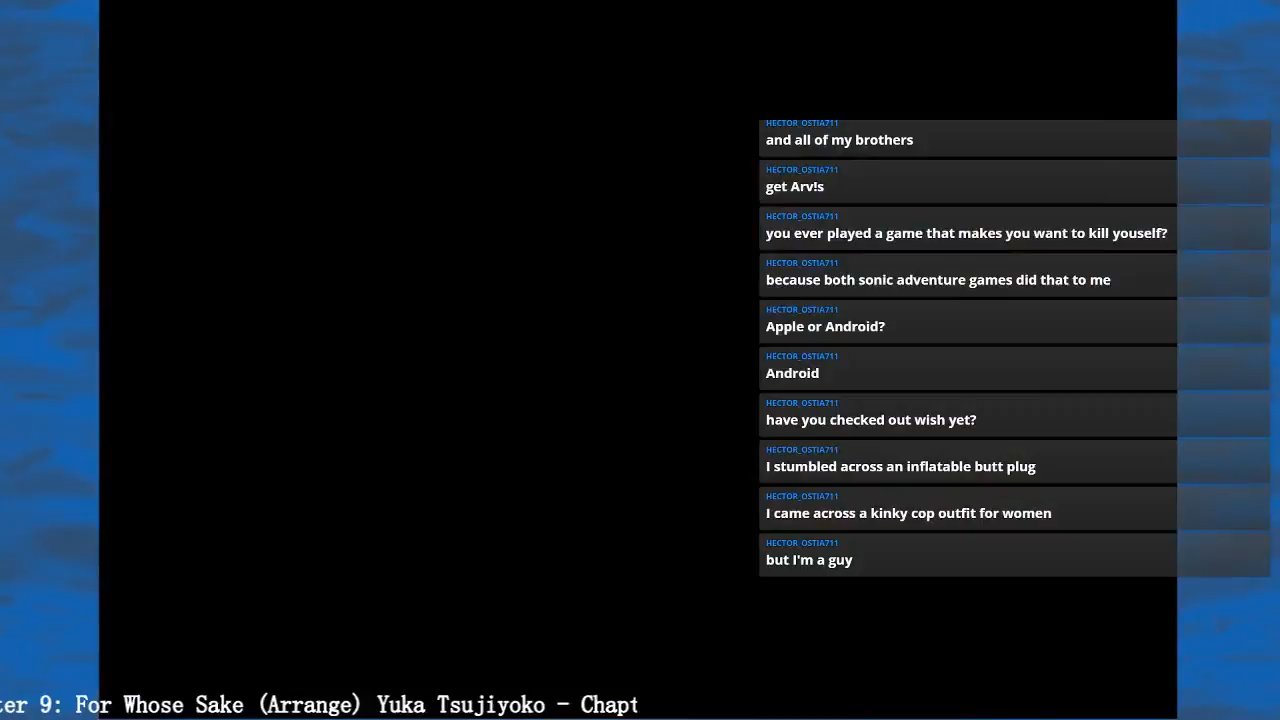 HECTOR_OSTIA711
and all of my brothers
HECTOR_OSTIA711
get Arv!s
HECTOR_OSTIA711
you ever played a game that makes you want to kill youself?
HECTOR_OSTIA711
because both sonic adventure games did that to me
HECTOR_OSTIA711
Apple or Android?
HECTOR_OSTIA711
Android
HECTOR_OSTIA711
have you checked out wish yet?
HECTOR_OSTIA711
I stumbled across an inflatable butt plug
HECTOR_OSTIA711
I came across a kinky cop outfit for women
HECTOR_OSTIA711
but I'm a guy
ter 9: For Whose Sake (Arrange) Yuka Tsujiyoko - Chapt